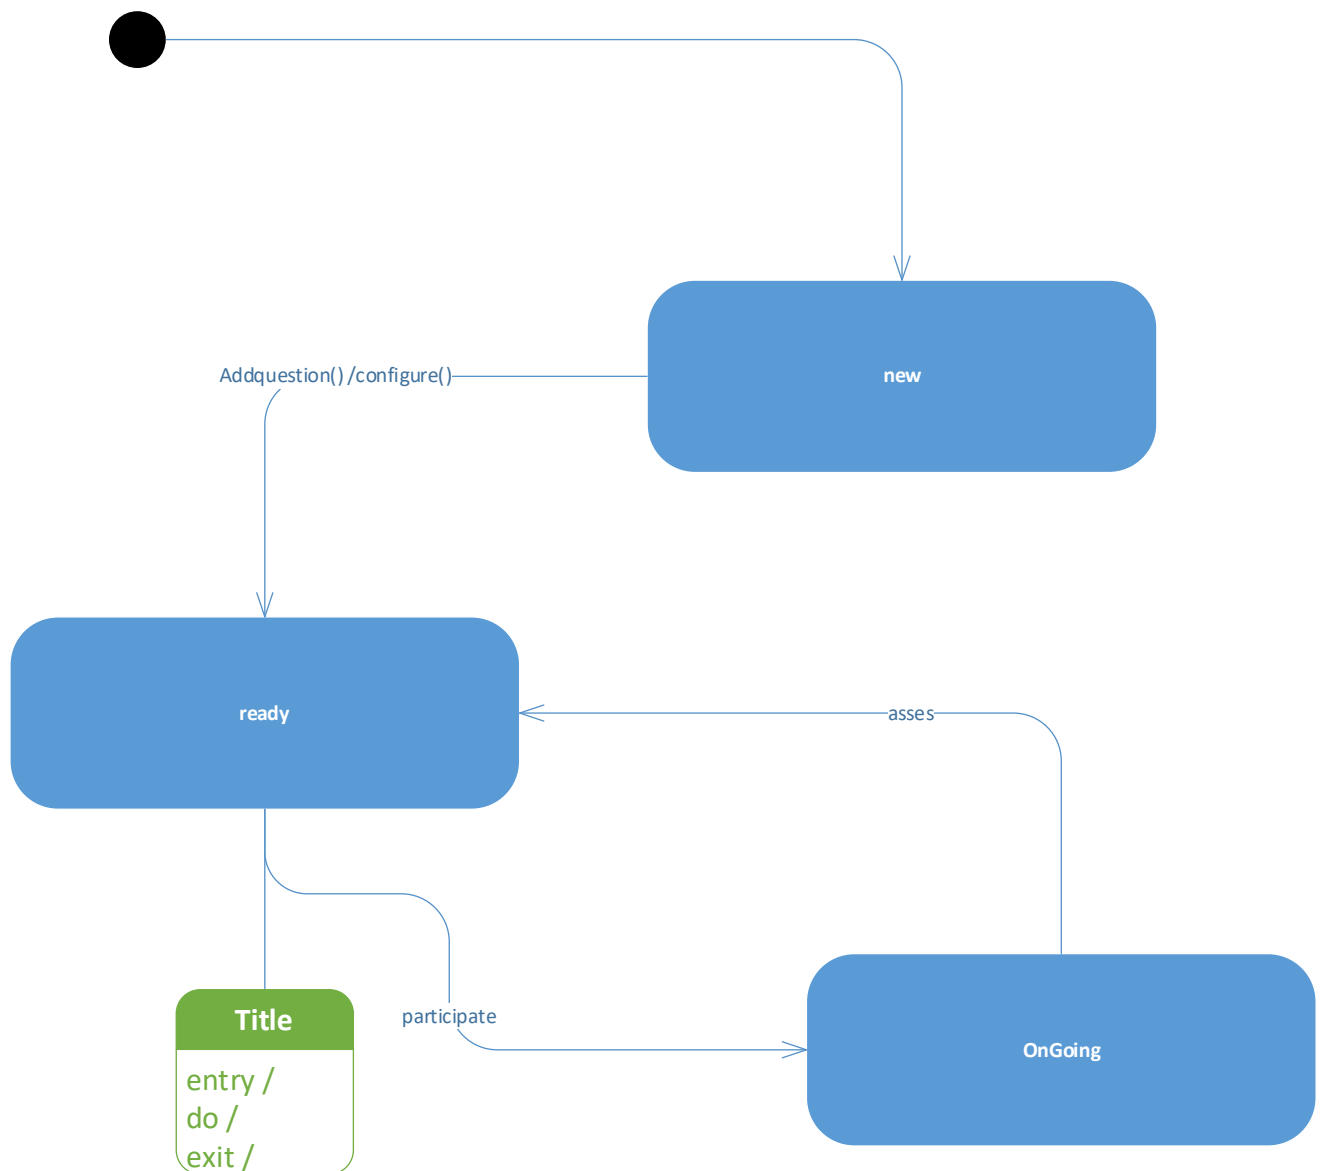 Addquestion()/configure()
new
ready
asses
Title
participate
entry /
do /
exit /
OnGoing